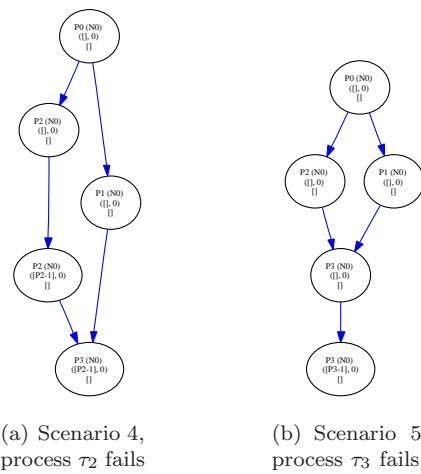 P0 (N0)
([], 0)
[]
P2 (N0)
([], 0)
[]
P1 (N0)
([], 0)
[]
P2 (N0)
([P2-1], 0)
[]
P3 (N0)
([P2-1], 0)
[]
(a) Scenario 4,
process τ2 fails
P0 (N0)
([], 0)
[]
P2 (N0)
([], 0)
[]
P1 (N0)
([], 0)
[]
P3 (N0)
([], 0)
[]
P3 (N0)
([P3-1], 0)
[]
(b) Scenario 5
process τ3 fails